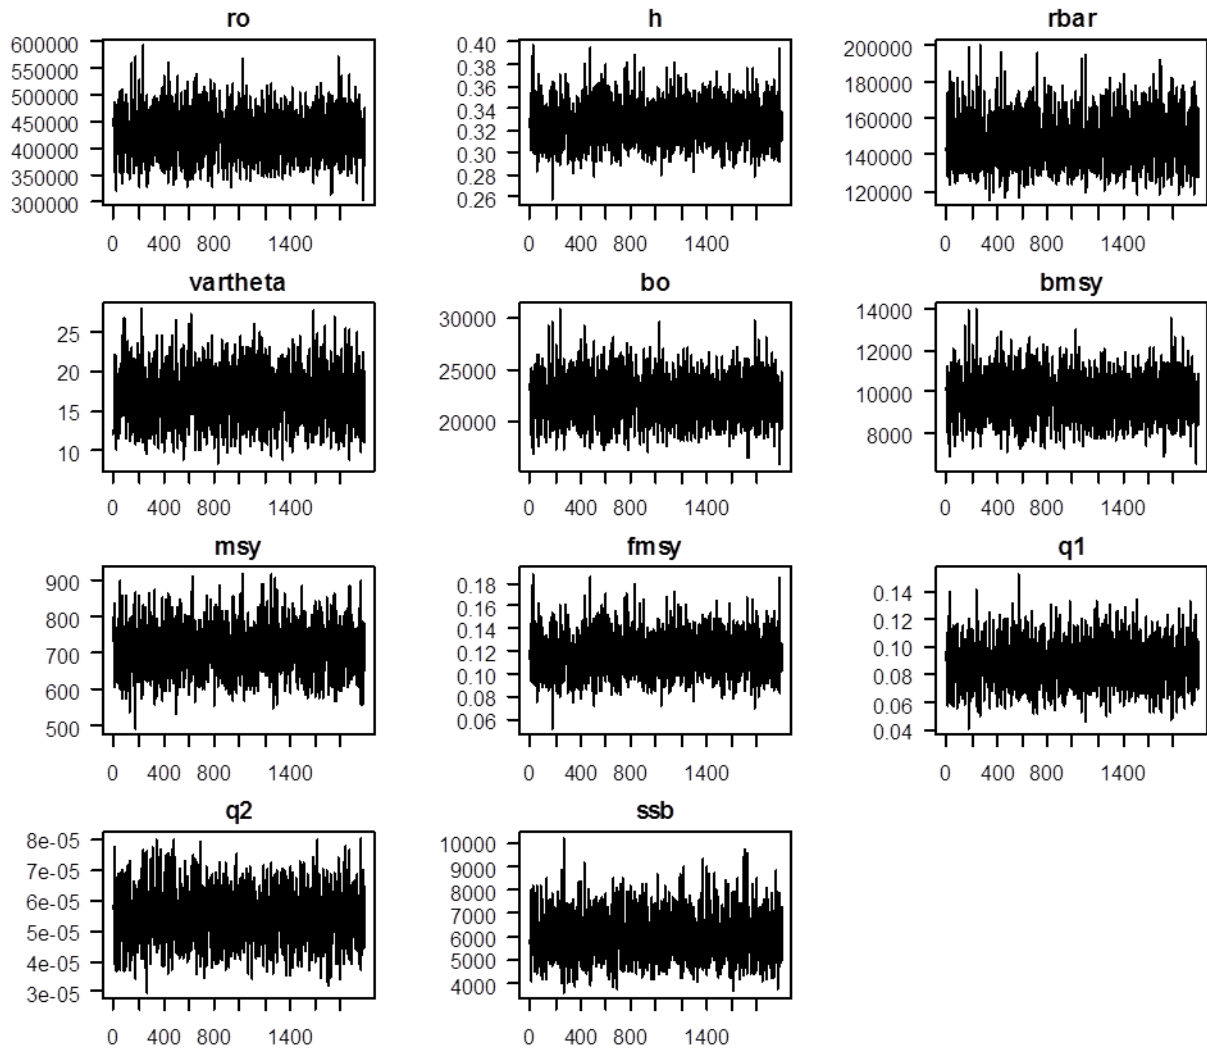 ro
h
rbar
600000
550000
500000
450000
400000
350000
300000
0 400 800 1400
0.40
0.38
0.36
0.34
0.32
0.30
0.28
0.26
0 400 800 1400
200000
180000
160000
140000
120000
0 400 800 1400
vartheta
bo
bmsy
25
20
15
10
0 400 800 1400
30000
25000
20000
0 400 800 1400
14000
12000
10000
8000
0 400 800 1400
msy
fmsy
q1
900
800
700
600
500
0 400 800 1400
0.18
0.16
0.14
0.12
0.10
0.08
0.06
0 400 800 1400
0.14
0.12
0.10
0.08
0.06
0.04
0 400 800 1400
q2
ssb
8e-05
7e-05
6e-05
5e-05
4e-05
3e-05
0 400 800 1400
10000
9000
8000
7000
6000
5000
4000
0 400 800 1400